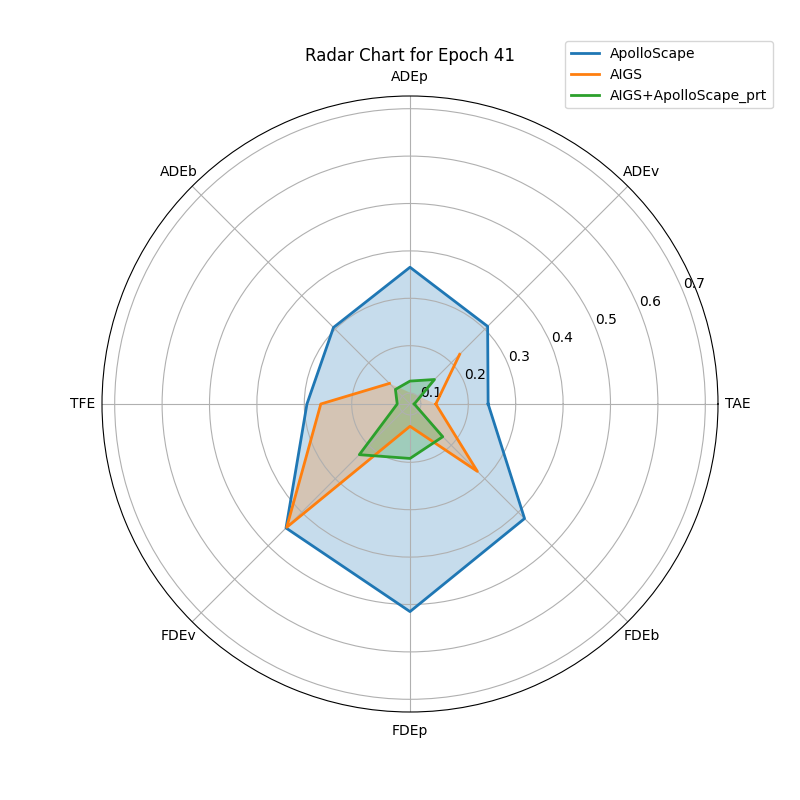 Radar Chart for Epoch 41
ApolloScape
AIGS
AIGS+ApolloScape_prt
ADEp
ADEb
ADEv
0.7
0.6
0.5
0.4
0.3
0.2
0.1
TFE
TAE
FDEv
FDEb
FDEp